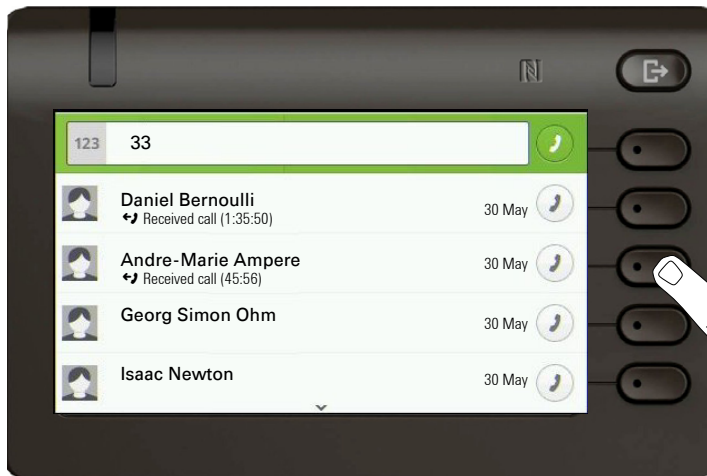 123 33
Daniel Bernoulli
Received call (1:35:50)
30 May
Andre-Marie Ampere
Received call (45:56)
30 May
Georg Simon Ohm
30 May
Isaac Newton
30 May